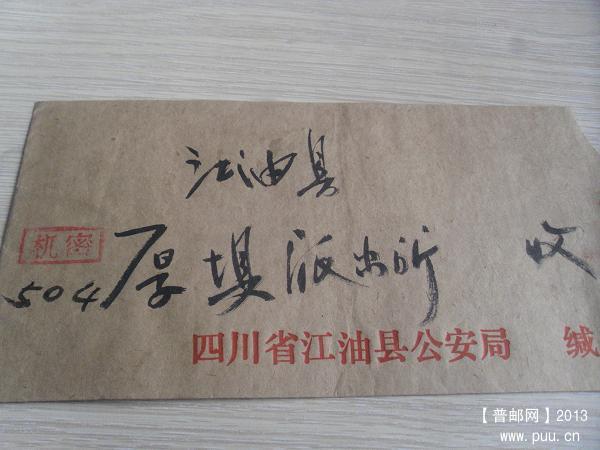 江油县
机密
504 厚坝派出所 收
四川省江油县公安局 缄
【普邮网】2013
www.puu.cn